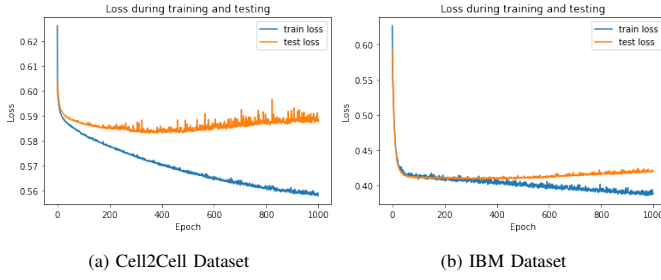 Loss during training and testing
train loss
test loss
0.62
0.61
0.60
0.59
0.58
0.57
0.56
Loss
0
200
400
600
800
1000
Epoch
(a) Cell2Cell Dataset
Loss during training and testing
train loss
test loss
0.60
0.55
0.50
0.45
0.40
Loss
0
200
400
600
800
1000
Epoch
(b) IBM Dataset